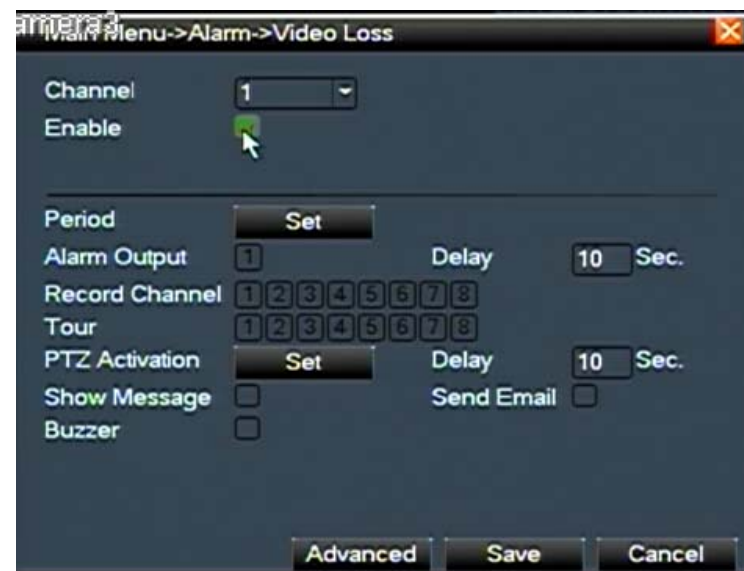 amera3
Main Menu->Alarm->Video Loss
Channel 1
Enable
Period Set
Alarm Output 1 Delay 10 Sec.
Record Channel 1 2 3 4 5 6 7 8
Tour 1 2 3 4 5 6 7 8
PTZ Activation Set Delay 10 Sec.
Show Message Send Email
Buzzer
Advanced Save Cancel